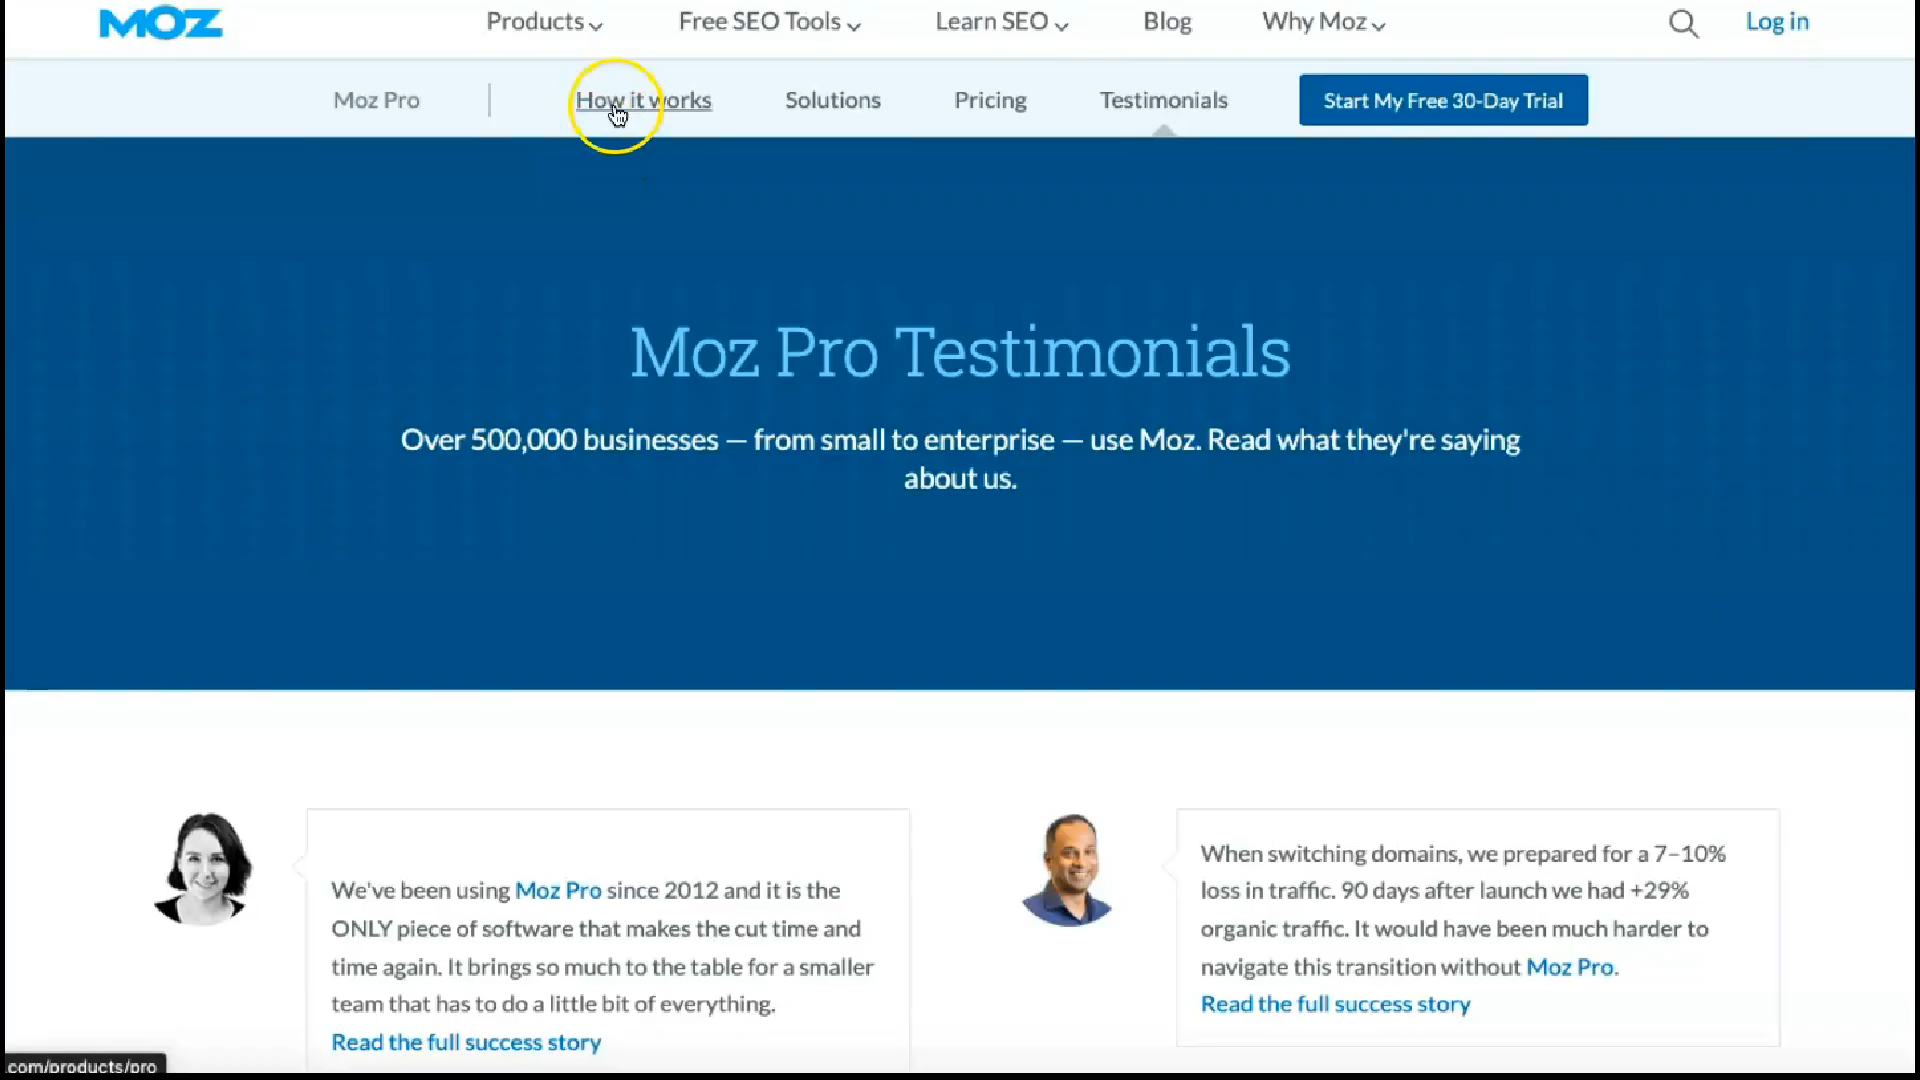 MOZ
Products
Free SEO Tools
Learn SEO
Blog
Why Moz
Log in
Moz Pro
How it works
Solutions
Pricing
Testimonials
Start My Free 30-Day Trial
Moz Pro Testimonials
Over 500,000 businesses — from small to enterprise — use Moz. Read what they're saying
about us.
We've been using Moz Pro since 2012 and it is the
ONLY piece of software that makes the cut time and
time again. It brings so much to the table for a smaller
team that has to do a little bit of everything.
Read the full success story
When switching domains, we prepared for a 7–10%
loss in traffic. 90 days after launch we had +29%
organic traffic. It would have been much harder to
navigate this transition without Moz Pro.
Read the full success story
com/products/pro